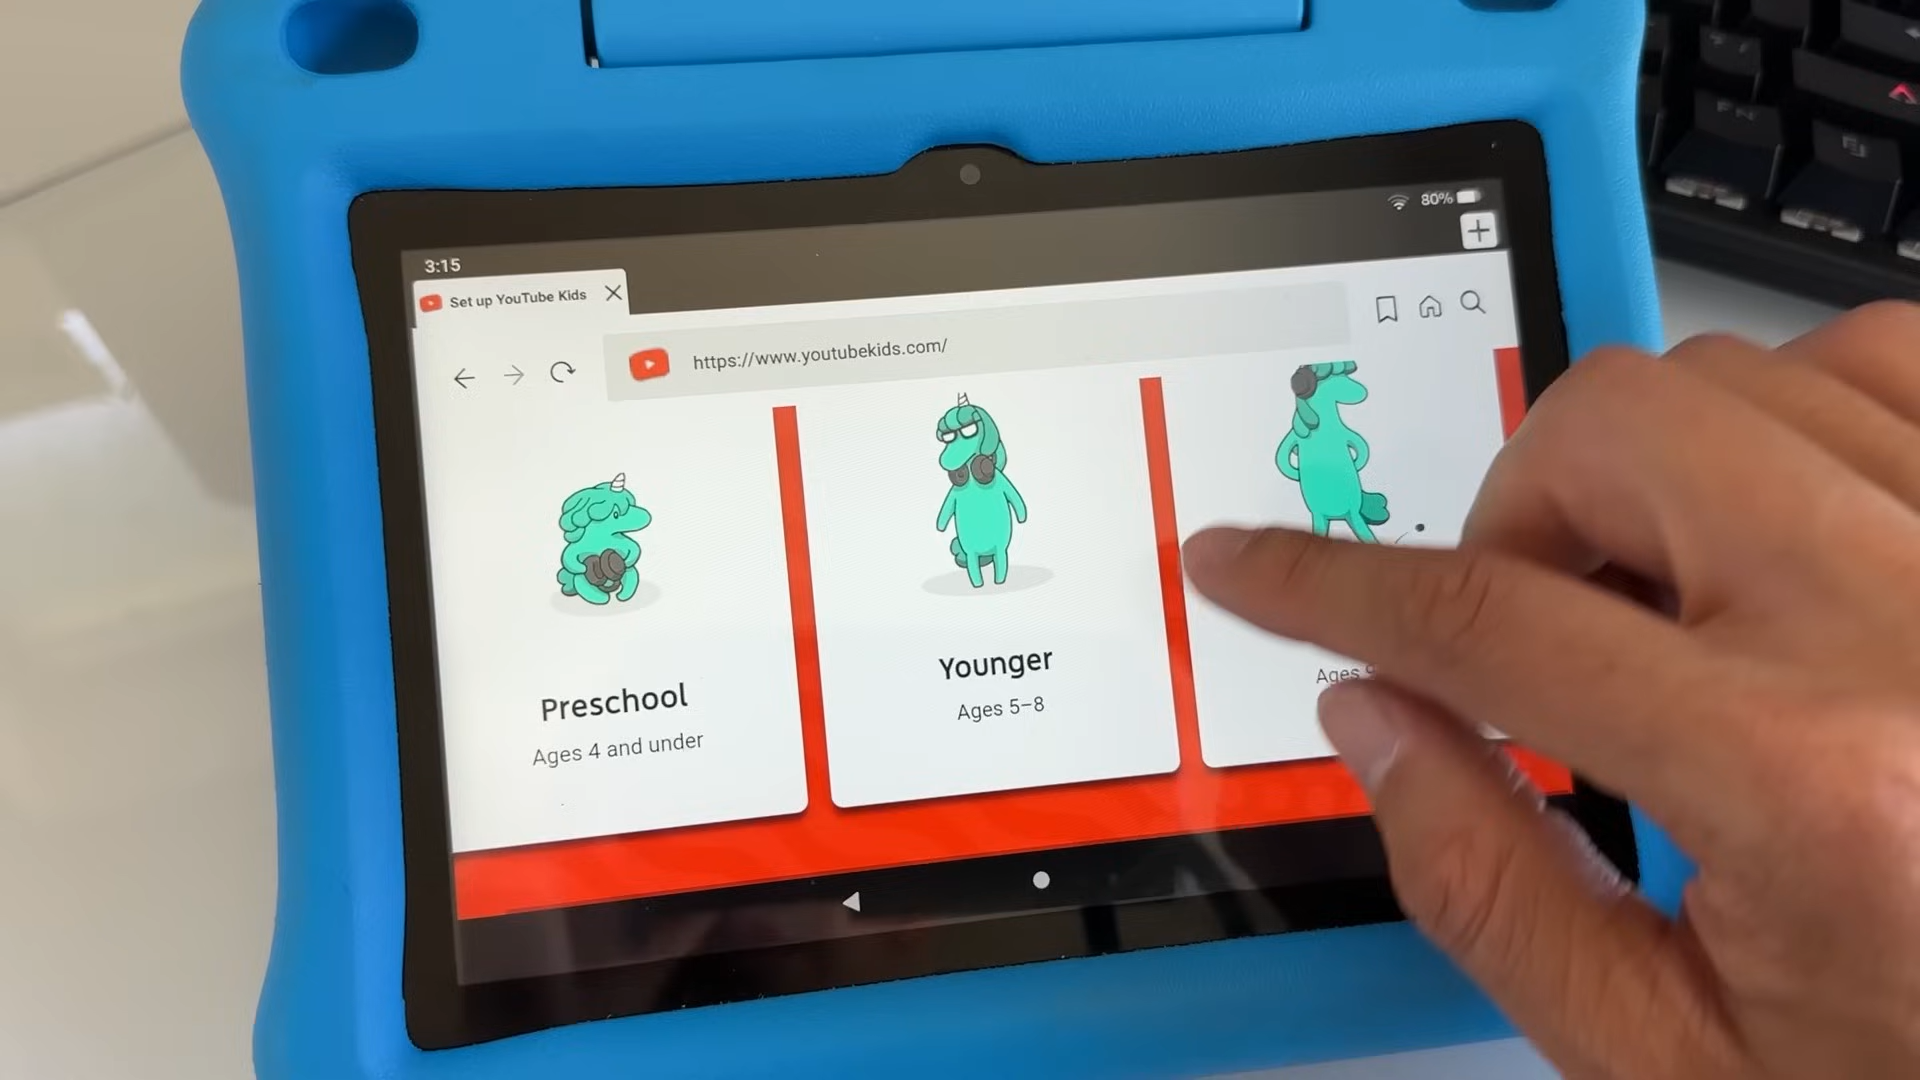 3:15
80%
Set up YouTube Kids
https://www.youtubekids.com/
Preschool
Ages 4 and under
Younger
Ages 5–8
Ages
FN